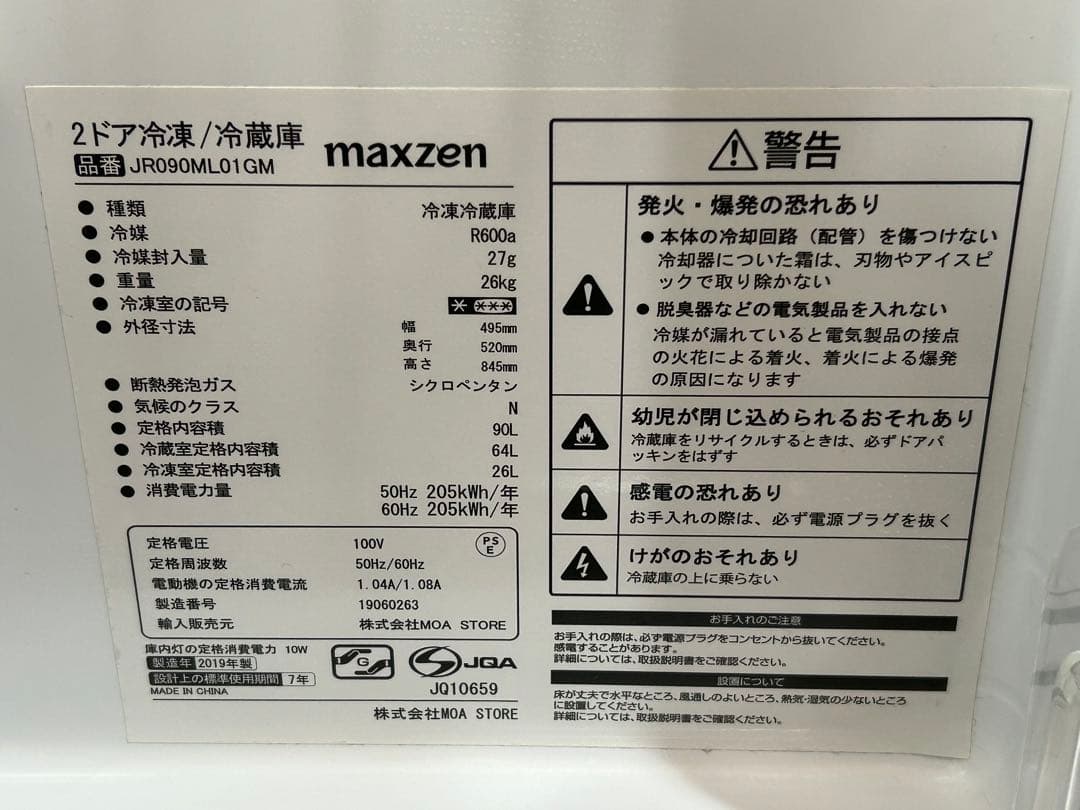 2ドア冷凍/冷蔵庫
maxzen
品番 JR090ML01GM
● 種類 冷凍冷蔵庫
● 冷媒 R600a
● 冷媒封入量 27g
● 重量 26kg
● 冷凍室の記号 * ***
● 外径寸法 幅 495mm
奥行 520mm
高さ 845mm
● 断熱発泡ガス シクロペンタン
● 気候のクラス N
● 定格内容積 90L
● 冷蔵室定格内容積 64L
● 冷凍室定格内容積 26L
● 消費電力量 50Hz 205kWh/年
60Hz 205kWh/年
定格電圧 100V
PSE
定格周波数 50Hz/60Hz
電動機の定格消費電流 1.04A/1.08A
製造番号 19060263
輸入販売元 株式会社MOA STORE
庫内灯の定格消費電力 10W
製造年 2019年製
設計上の標準使用期間 7年
MADE IN CHINA
G
JQA
JQ10659
株式会社MOA STORE
警告
発火・爆発の恐れあり
● 本体の冷却回路(配管)を傷つけない
冷却器についた霜は、刃物やアイスピ
ックで取り除かない
● 脱臭器などの電気製品を入れない
冷媒が漏れていると電気製品の接点
の火花による着火、着火による爆発
の原因になります
幼児が閉じ込められるおそれあり
冷蔵庫をリサイクルするときは、必ずドアパ
ッキンをはずす
感電の恐れあり
お手入れの際は、必ず電源プラグを抜く
けがのおそれあり
冷蔵庫の上に乗らない
お手入れのご注意
お手入れの際は、必ず電源プラグをコンセントから抜いてください。
感電することがあります。
詳細については、取扱説明書をご確認ください。
設置について
床が丈夫で水平なところ、風通しのよいところ、熱気・湿気の少ないところ
に設置してください。
詳細については、取扱説明書をご確認ください。